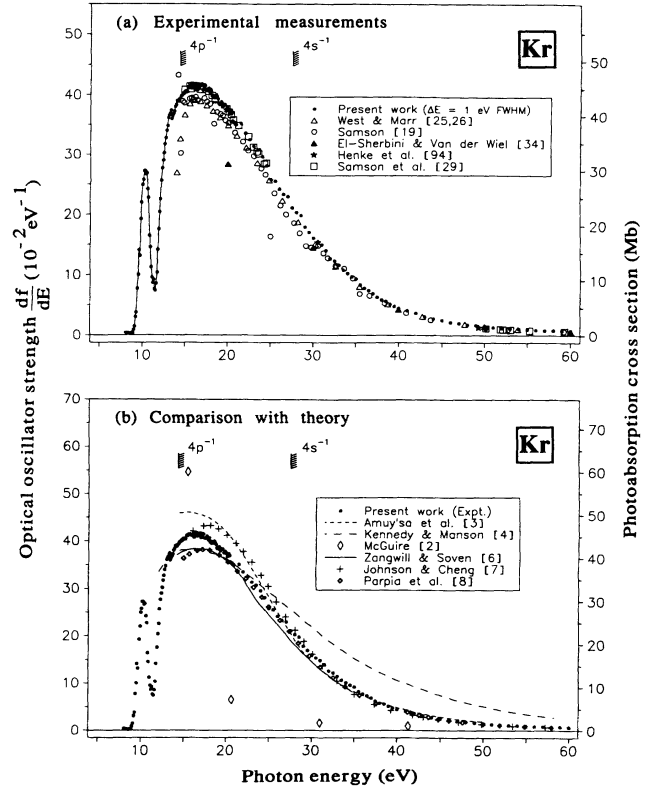 (a) Experimental measurements
Kr
4p⁻¹
4s⁻¹
Present work (ΔE = 1 eV FWHM)
West & Marr [25,26]
Samson [19]
El-Sherbini & Van der Wiel [34]
Henke et al. [94]
Samson et al. [29]
50
40
30
20
10
0
60
50
40
30
20
10
0
10 20 30 40 50 60
Optical oscillator strength df/dE (10⁻² eV⁻¹)
Photoabsorption cross section (Mb)
(b) Comparison with theory
Kr
4p⁻¹
4s⁻¹
Present work (Expt.)
Amuy'sa et al. [3]
Kennedy & Manson [4]
McGuire [2]
Zangwill & Soven [6]
Johnson & Cheng [7]
Parpia et al. [8]
70
60
50
40
30
20
10
0
70
60
50
40
30
20
10
0
10 20 30 40 50 60
Photon energy (eV)